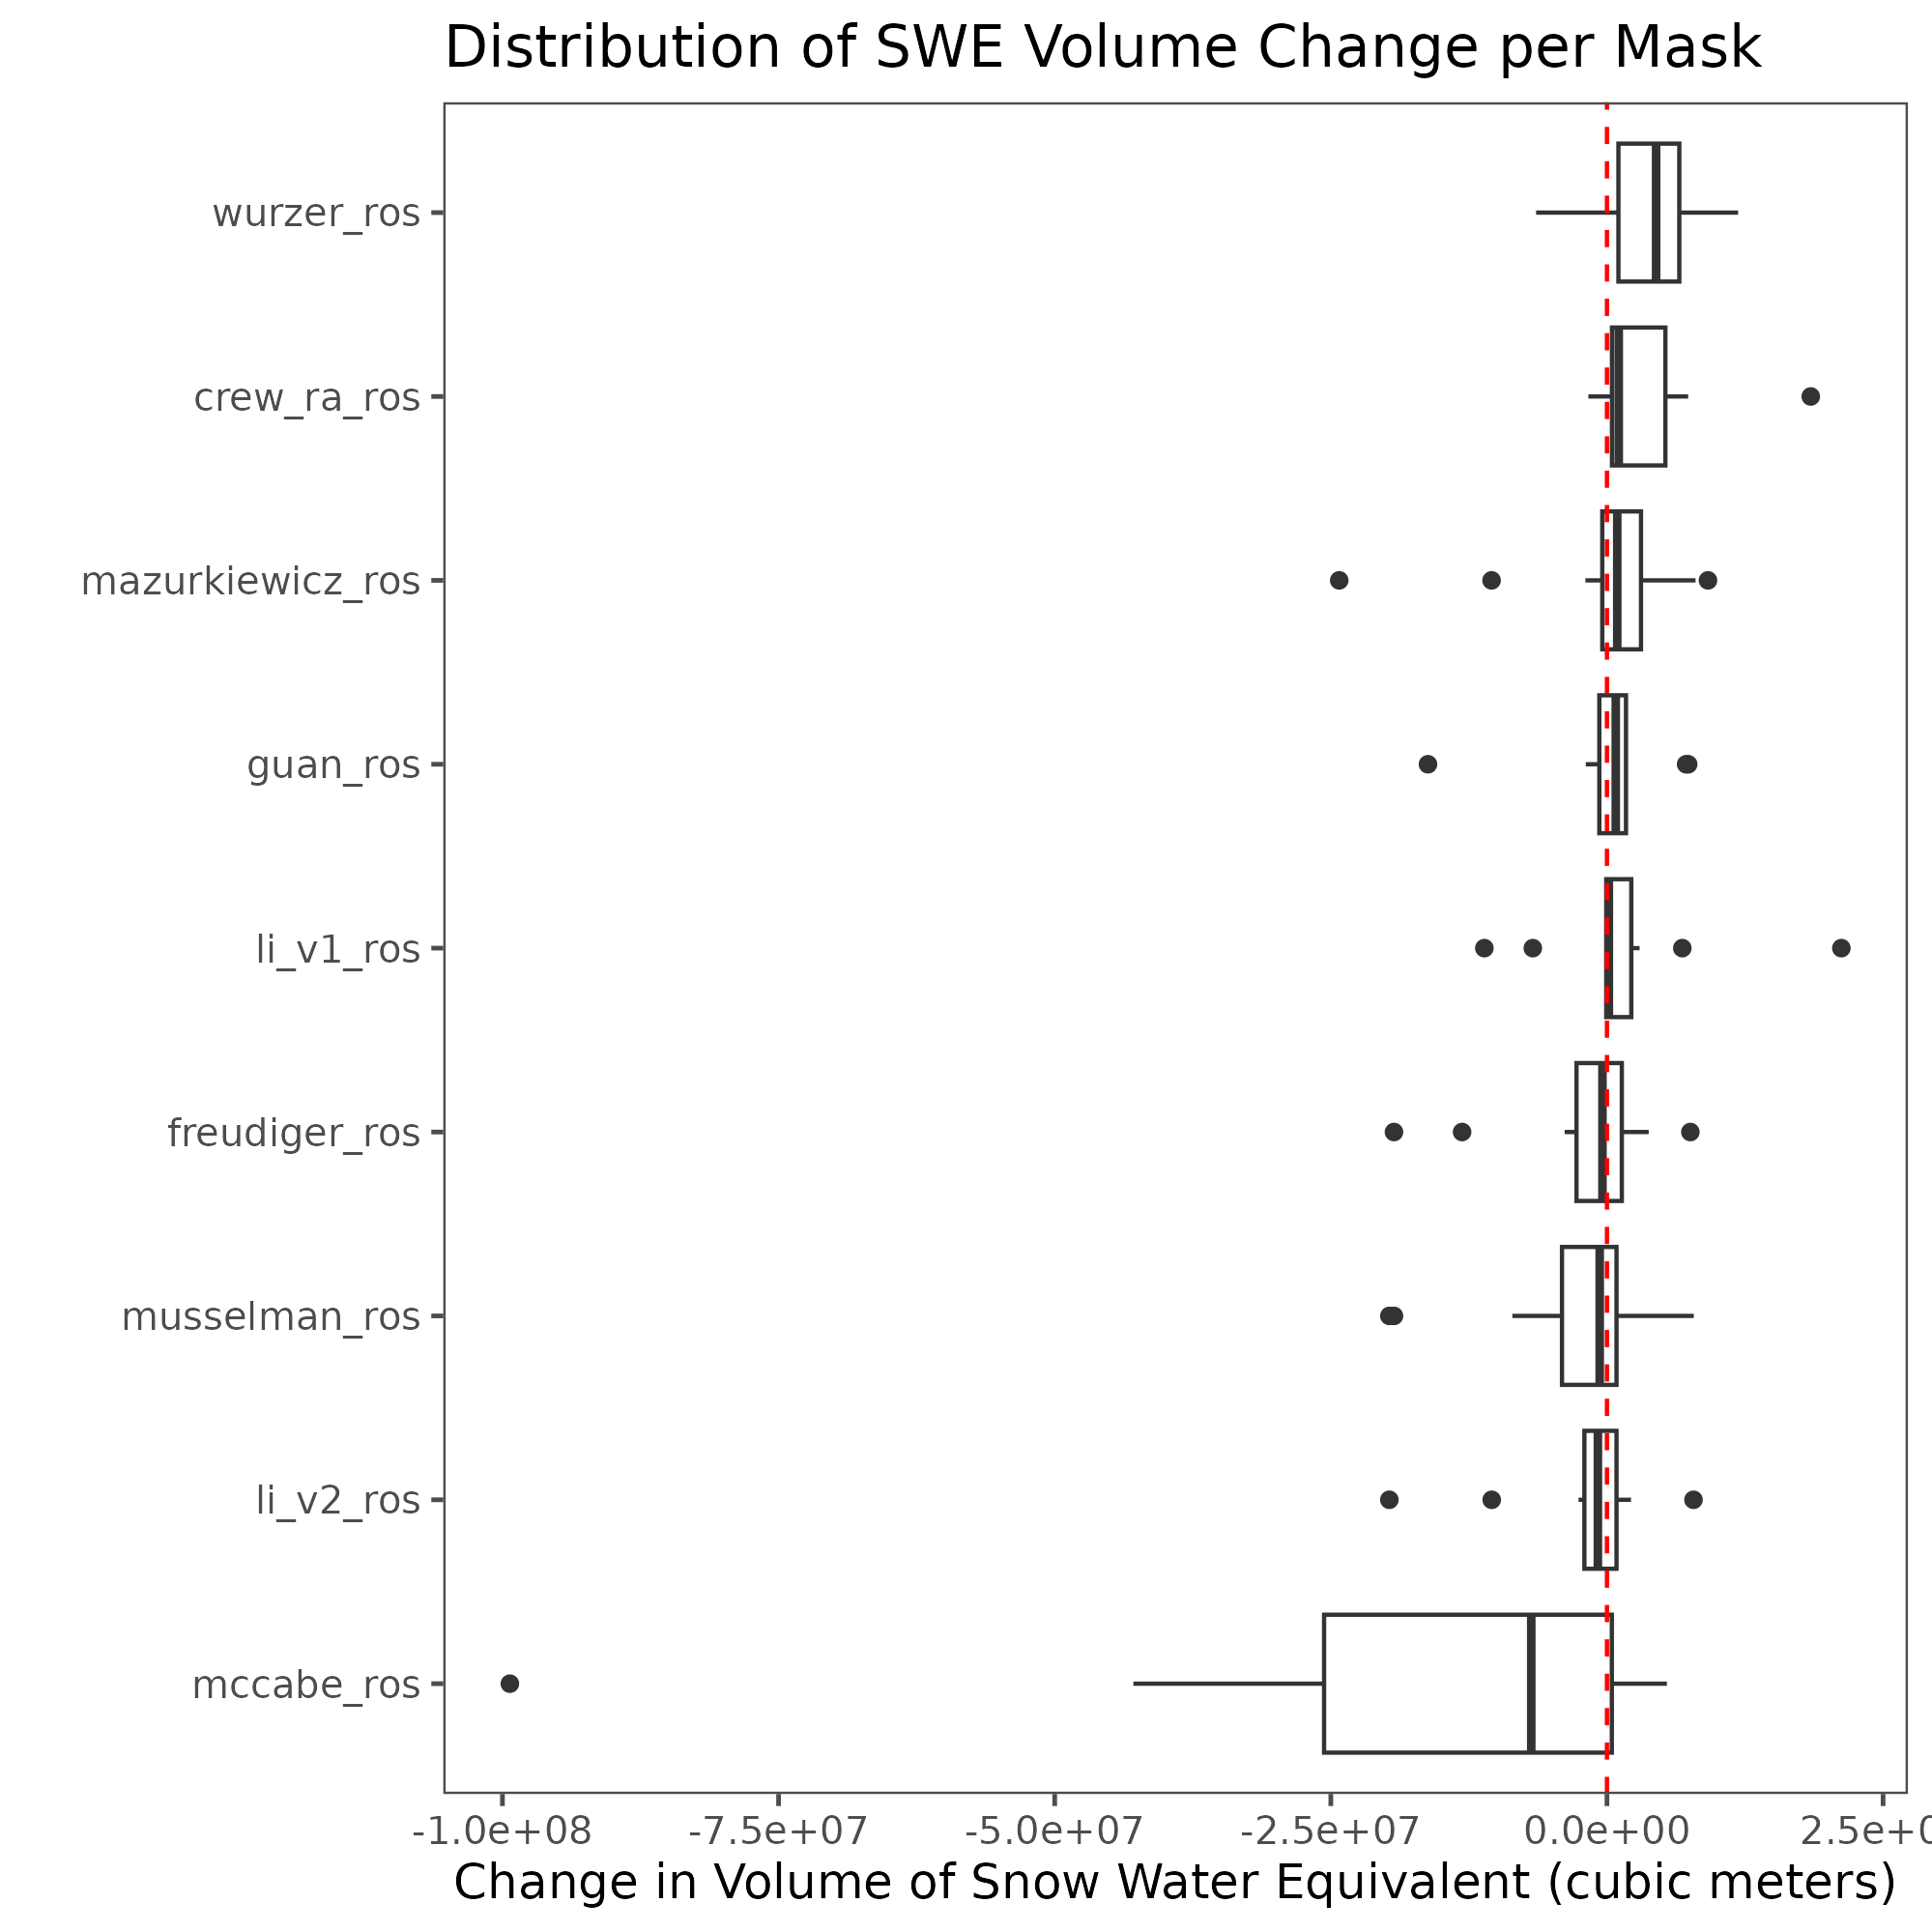 Distribution of SWE Volume Change per Mask
wurzer_ros
crew_ra_ros
mazurkiewicz_ros
guan_ros
li_v1_ros
freudiger_ros
musselman_ros
li_v2_ros
mccabe_ros
-1.0e+08 -7.5e+07 -5.0e+07 -2.5e+07 0.0e+00
Change in Volume of Snow Water Equivalent (cubic meters)